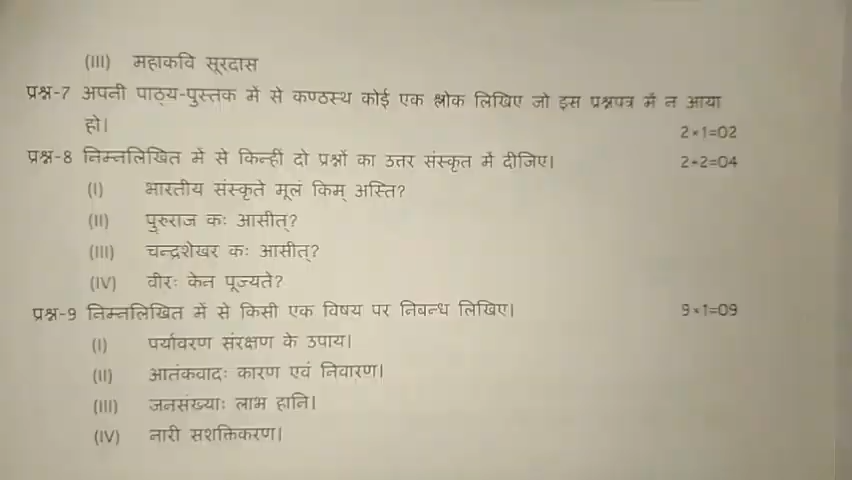 (III) महाकवि सूरदास
प्रश्न-7 अपनी पाठ्य-पुस्तक में से कण्ठस्थ कोई एक श्लोक लिखिए जो इस प्रश्नपत्र में न आया
हो। 2×1=02
प्रश्न-8 निम्नलिखित में से किन्हीं दो प्रश्नों का उत्तर संस्कृत में दीजिए। 2×2=04
(I) भारतीय संस्कृते मूलं किम् अस्ति?
(II) पुरुराज कः आसीत्?
(III) चन्द्रशेखर कः आसीत्?
(IV) वीरः केन पूज्यते?
प्रश्न-9 निम्नलिखित में से किसी एक विषय पर निबन्ध लिखिए। 9×1=09
(I) पर्यावरण संरक्षण के उपाय।
(II) आतंकवादः कारण एवं निवारण।
(III) जनसंख्याः लाभ हानि।
(IV) नारी सशक्तिकरण।